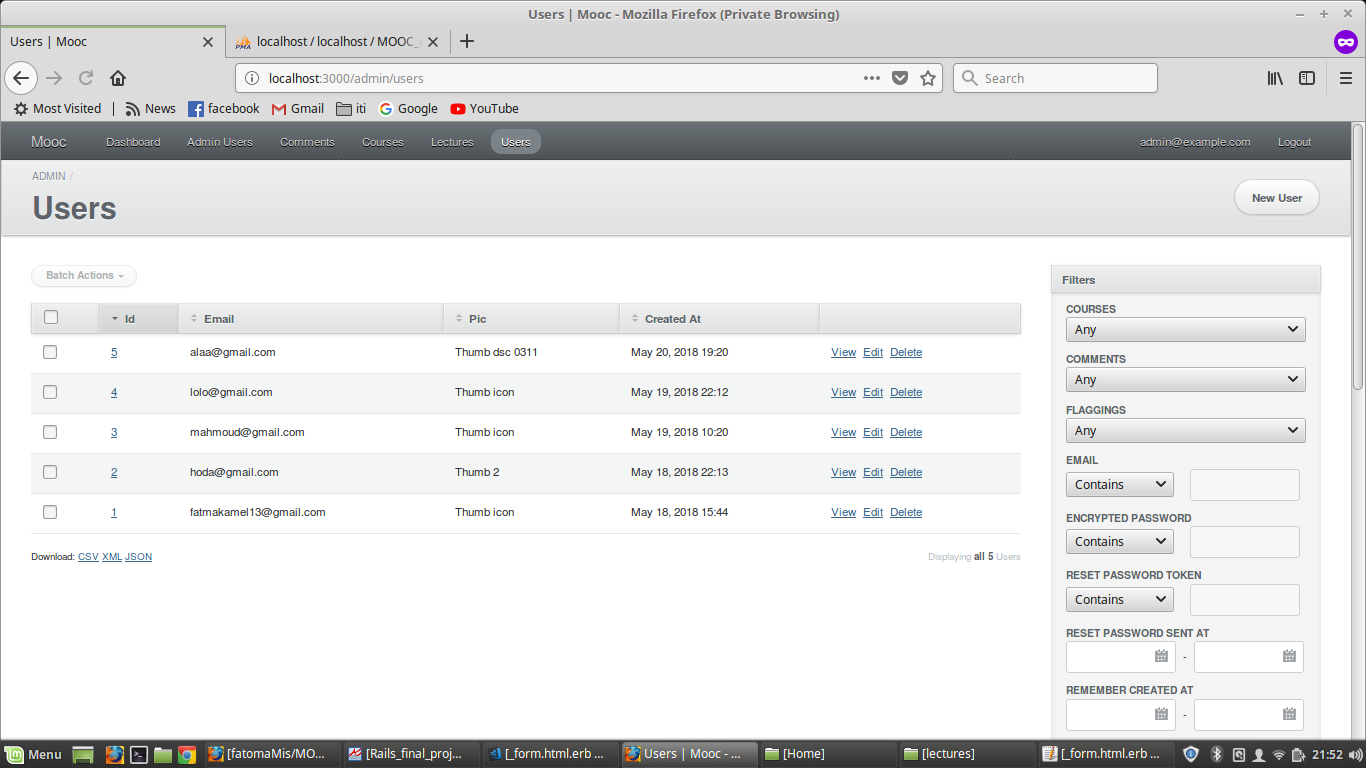 Users | Mooc - Mozilla Firefox (Private Browsing)
Users | Mooc
PMA localhost / localhost / MOOC_
localhost:3000/admin/users
Search
Most Visited News facebook Gmail iti Google YouTube
Mooc Dashboard Admin Users Comments Courses Lectures Users admin@example.com Logout
ADMIN /
Users
New User
Batch Actions
Id Email Pic Created At
5 alaa@gmail.com Thumb dsc 0311 May 20, 2018 19:20 View Edit Delete
4 lolo@gmail.com Thumb icon May 19, 2018 22:12 View Edit Delete
3 mahmoud@gmail.com Thumb icon May 19, 2018 10:20 View Edit Delete
2 hoda@gmail.com Thumb 2 May 18, 2018 22:13 View Edit Delete
1 fatmakamel13@gmail.com Thumb icon May 18, 2018 15:44 View Edit Delete
Download: CSV XML JSON
Displaying all 5 Users
Filters
COURSES
Any
COMMENTS
Any
FLAGGINGS
Any
EMAIL
Contains
ENCRYPTED PASSWORD
Contains
RESET PASSWORD TOKEN
Contains
RESET PASSWORD SENT AT
-
REMEMBER CREATED AT
-
Menu [fatomaMis/MO... [Rails_final_proj... [_form.html.erb ... Users | Mooc - ... [Home] [lectures] [_form.html.erb ... 21:52